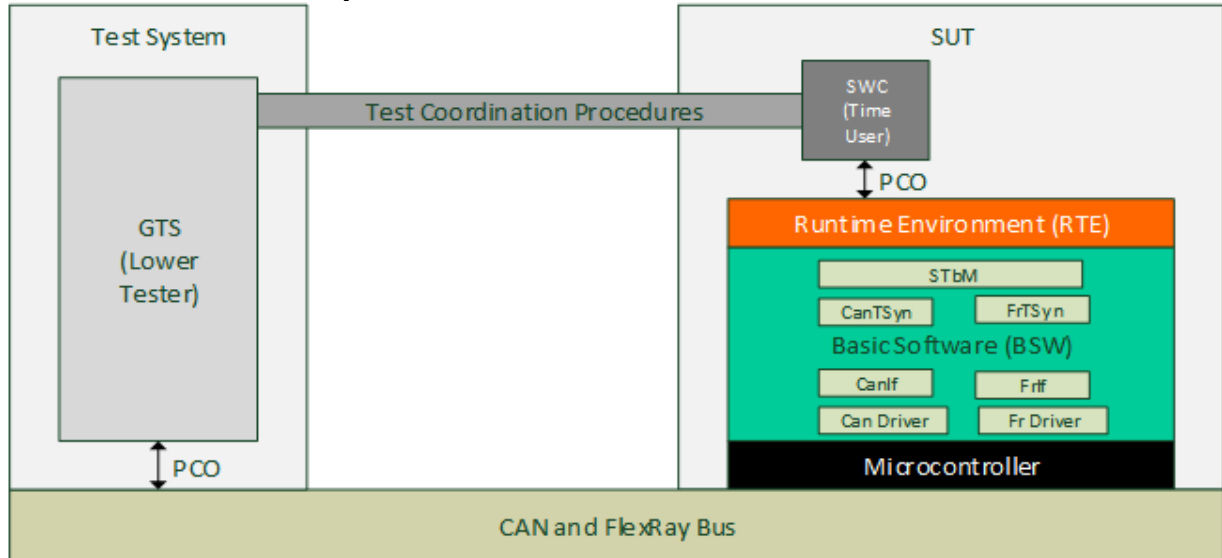 Test System
SUT
SWC
(Time
User)
Test Coordination Procedures
PCO
GTS
(Lower
Tester)
Runtime Environment (RTE)
STbM
CanTSyn
FrTSyn
Basic Software (BSW)
CanIf
FrIf
Can Driver
Fr Driver
Microcontroller
PCO
CAN and FlexRay Bus